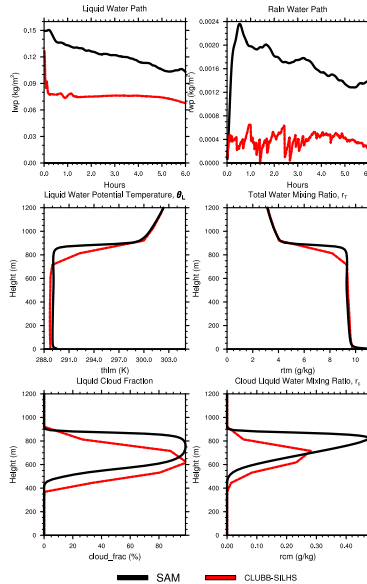 Liquid Water Path
Rain Water Path
lwp (kg/m²)
0.15
0.12
0.09
0.06
0.03
0.00
0.0 1.0 2.0 3.0 4.0 5.0 6.0
Hours
rwp (kg/m²)
0.0024
0.0018
0.0012
0.0006
0.0000
0.0 1.0 2.0 3.0 4.0 5.0 6.0
Hours
Liquid Water Potential Temperature, θL
Total Water Mixing Ratio, rT
Height (m)
1200
1000
800
600
400
200
0
288.0 291.0 294.0 297.0 300.0 303.0
thlm (K)
Height (m)
1200
1000
800
600
400
200
0
0 2 4 6 8 10
rtm (g/kg)
Liquid Cloud Fraction
Cloud Liquid Water Mixing Ratio, rc
Height (m)
1200
1000
800
600
400
200
0
0 20 40 60 80
cloud_frac (%)
Height (m)
1200
1000
800
600
400
200
0
0.00 0.10 0.20 0.30 0.40
rcm (g/kg)
SAM
CLUBB-SILHS